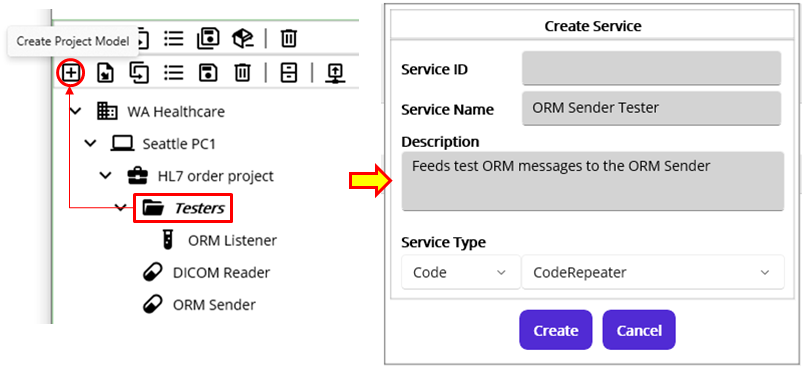 Create Project Model
WA Healthcare
Seattle PC1
HL7 order project
Testers
ORM Listener
DICOM Reader
ORM Sender
Create Service
Service ID
Service Name
ORM Sender Tester
Description
Feeds test ORM messages to the ORM Sender
Service Type
Code
CodeRepeater
Create
Cancel